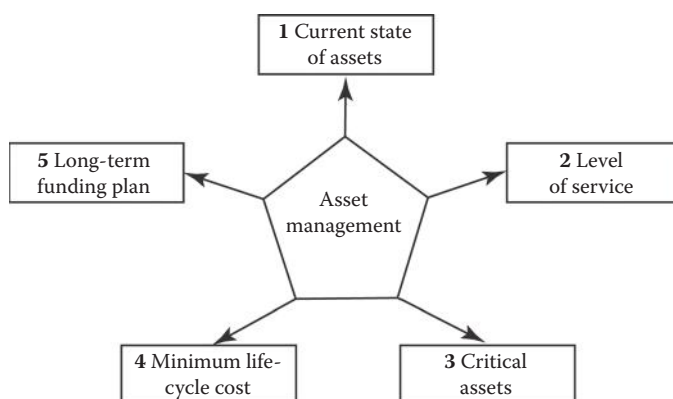 1 Current state
of assets
5 Long-term
funding plan
2 Level
of service
Asset
management
4 Minimum life-
cycle cost
3 Critical
assets